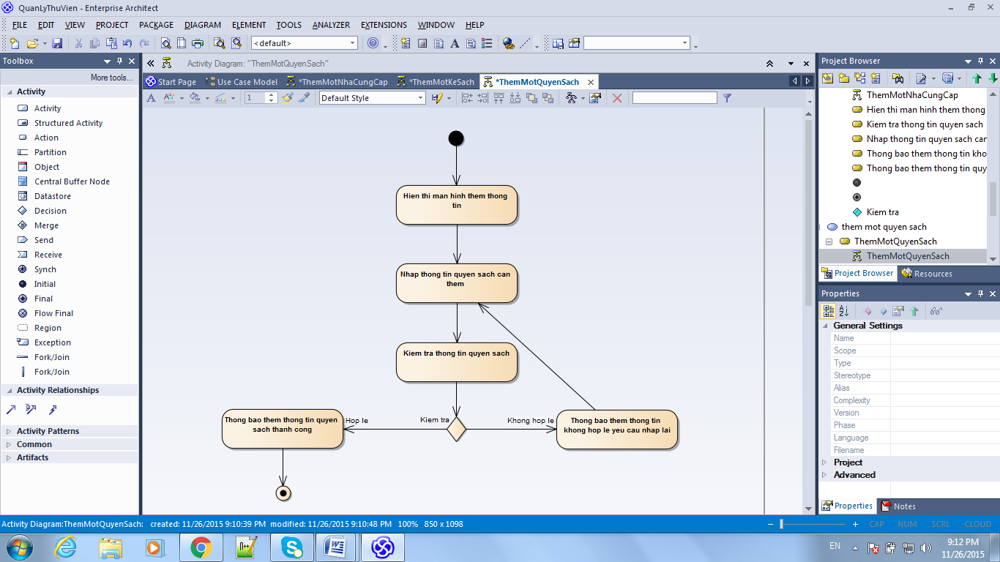 QuanLyThuVien - Enterprise Architect
FILE EDIT VIEW PROJECT PACKAGE DIAGRAM ELEMENT TOOLS ANALYZER EXTENSIONS WINDOW HELP
<default>
Toolbox
More tools...
Activity
Activity
Structured Activity
Action
Partition
Object
Central Buffer Node
Datastore
Decision
Merge
Send
Receive
Synch
Initial
Final
Flow Final
Region
Exception
Fork/Join
Fork/Join
Activity Relationships
Activity Patterns
Common
Artifacts
Activity Diagram: "ThemMotQuyenSach"
Start Page Use Case Model *ThemMotNhaCungCap *ThemMotKeSach *ThemMotQuyenSach
1 Default Style
Hien thi man hinh them thong
tin
Nhap thong tin quyen sach can
them
Kiem tra thong tin quyen sach
Thong bao them thong tin quyen
sach thanh cong
Hop le
Kiem tra
Khong hop le
Thong bao them thong tin
khong hop le yeu cau nhap lai
Project Browser
ThemMotNhaCungCap
Hien thi man hinh them thong
Kiem tra thong tin quyen sach
Nhap thong tin quyen sach car
Thong bao them thong tin kho
Thong bao them thong tin quy
Kiem tra
them mot quyen sach
ThemMotQuyenSach
ThemMotQuyenSach
Project Browser Resources
Properties
General Settings
Name
Scope
Type
Stereotype
Alias
Complexity
Version
Phase
Language
Filename
Project
Advanced
Properties Notes
Activity Diagram:ThemMotQuyenSach: created: 11/26/2015 9:10:39 PM modified: 11/26/2015 9:10:48 PM 100% 850 x 1098
CAP NUM SCRL CLOUD
EN
9:12 PM
11/26/2015